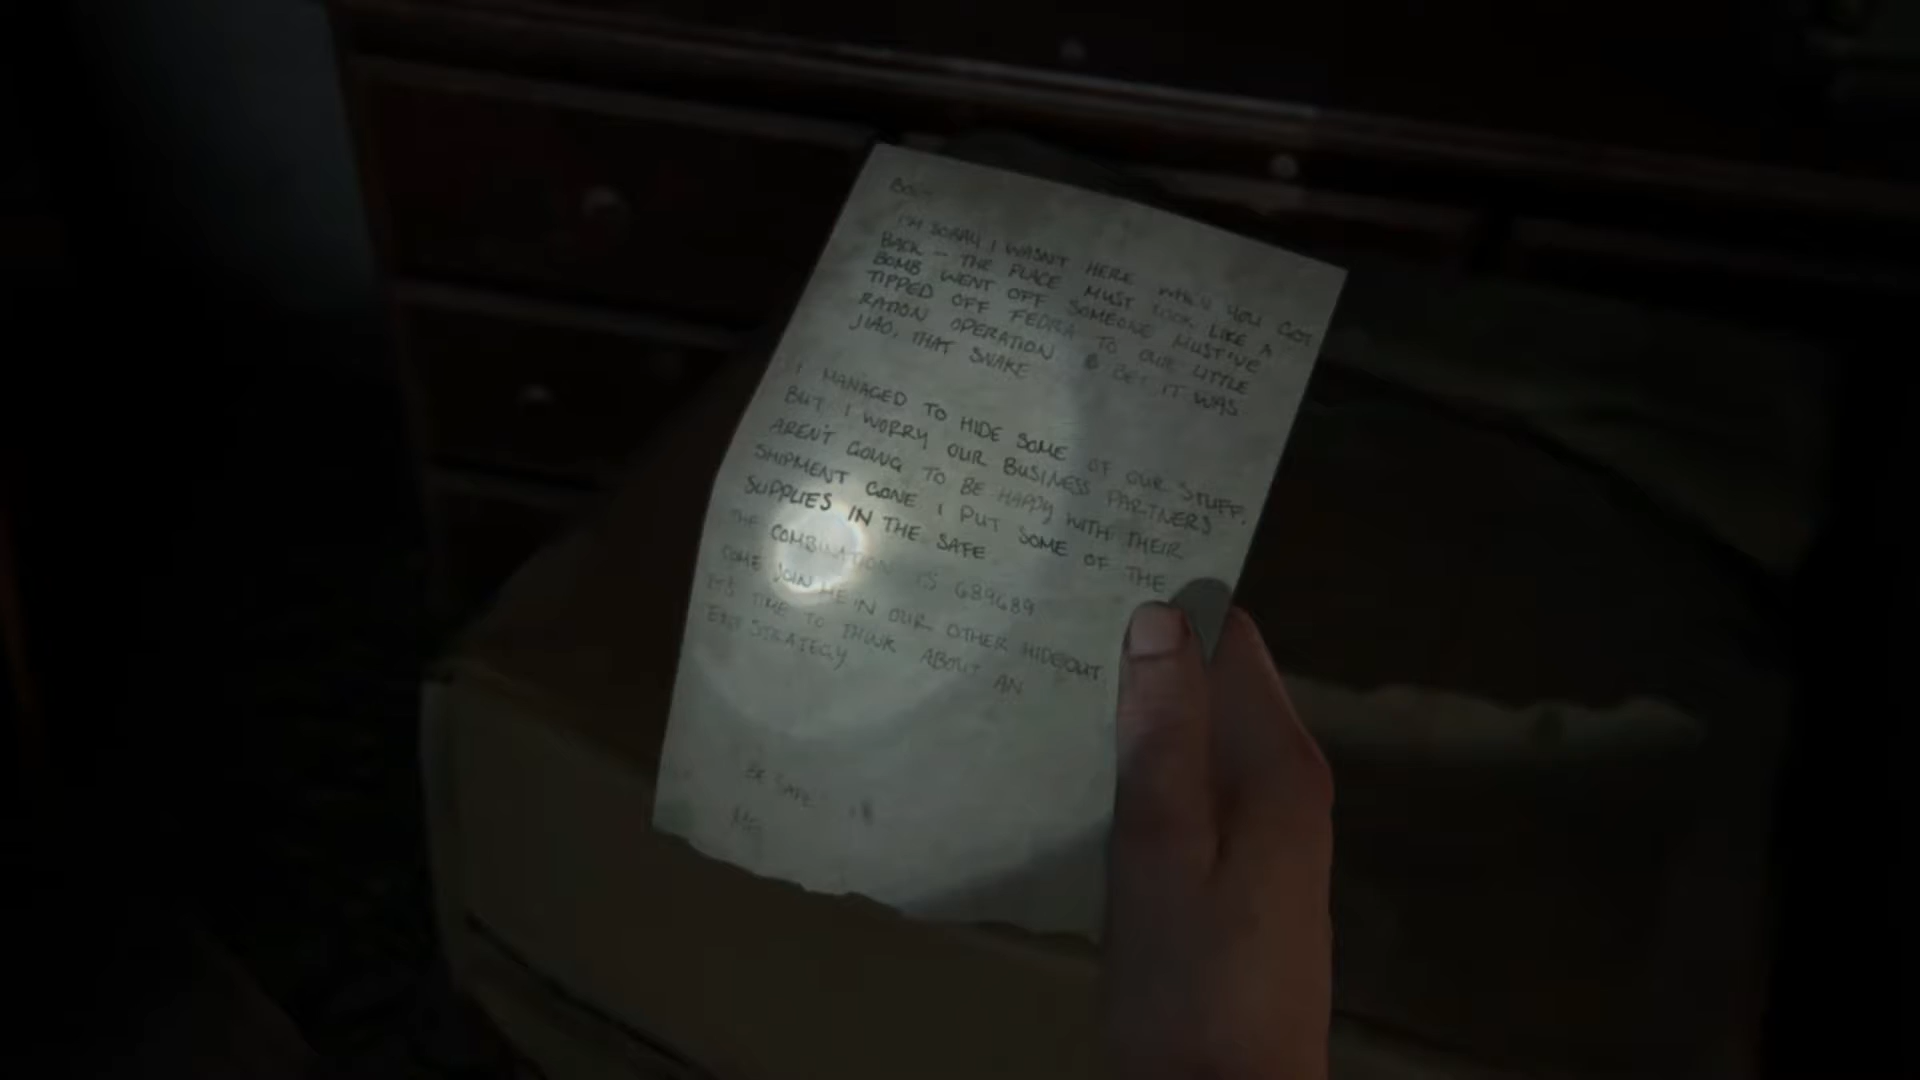 I'M SORRY I WASN'T HERE WHEN YOU GOT
BACK -- THE PLACE MUST LOOK LIKE A
BOMB WENT OFF SOMEONE MUST'VE
TIPPED OFF FEDRA TO OUR LITTLE
RATION OPERATION BET IT WAS
JIAO, THAT SNAKE
I MANAGED TO HIDE SOME OF OUR STUFF,
BUT I WORRY OUR BUSINESS PARTNERS
AREN'T GOING TO BE HAPPY WITH THEIR
SHIPMENT GONE I PUT SOME OF THE
SUPPLIES IN THE SAFE
THE COMBINATION IS 689689
COME JOIN ME IN OUR OTHER HIDEOUT.
IT'S TIME TO THINK ABOUT AN
EXIT STRATEGY
BE SAFE